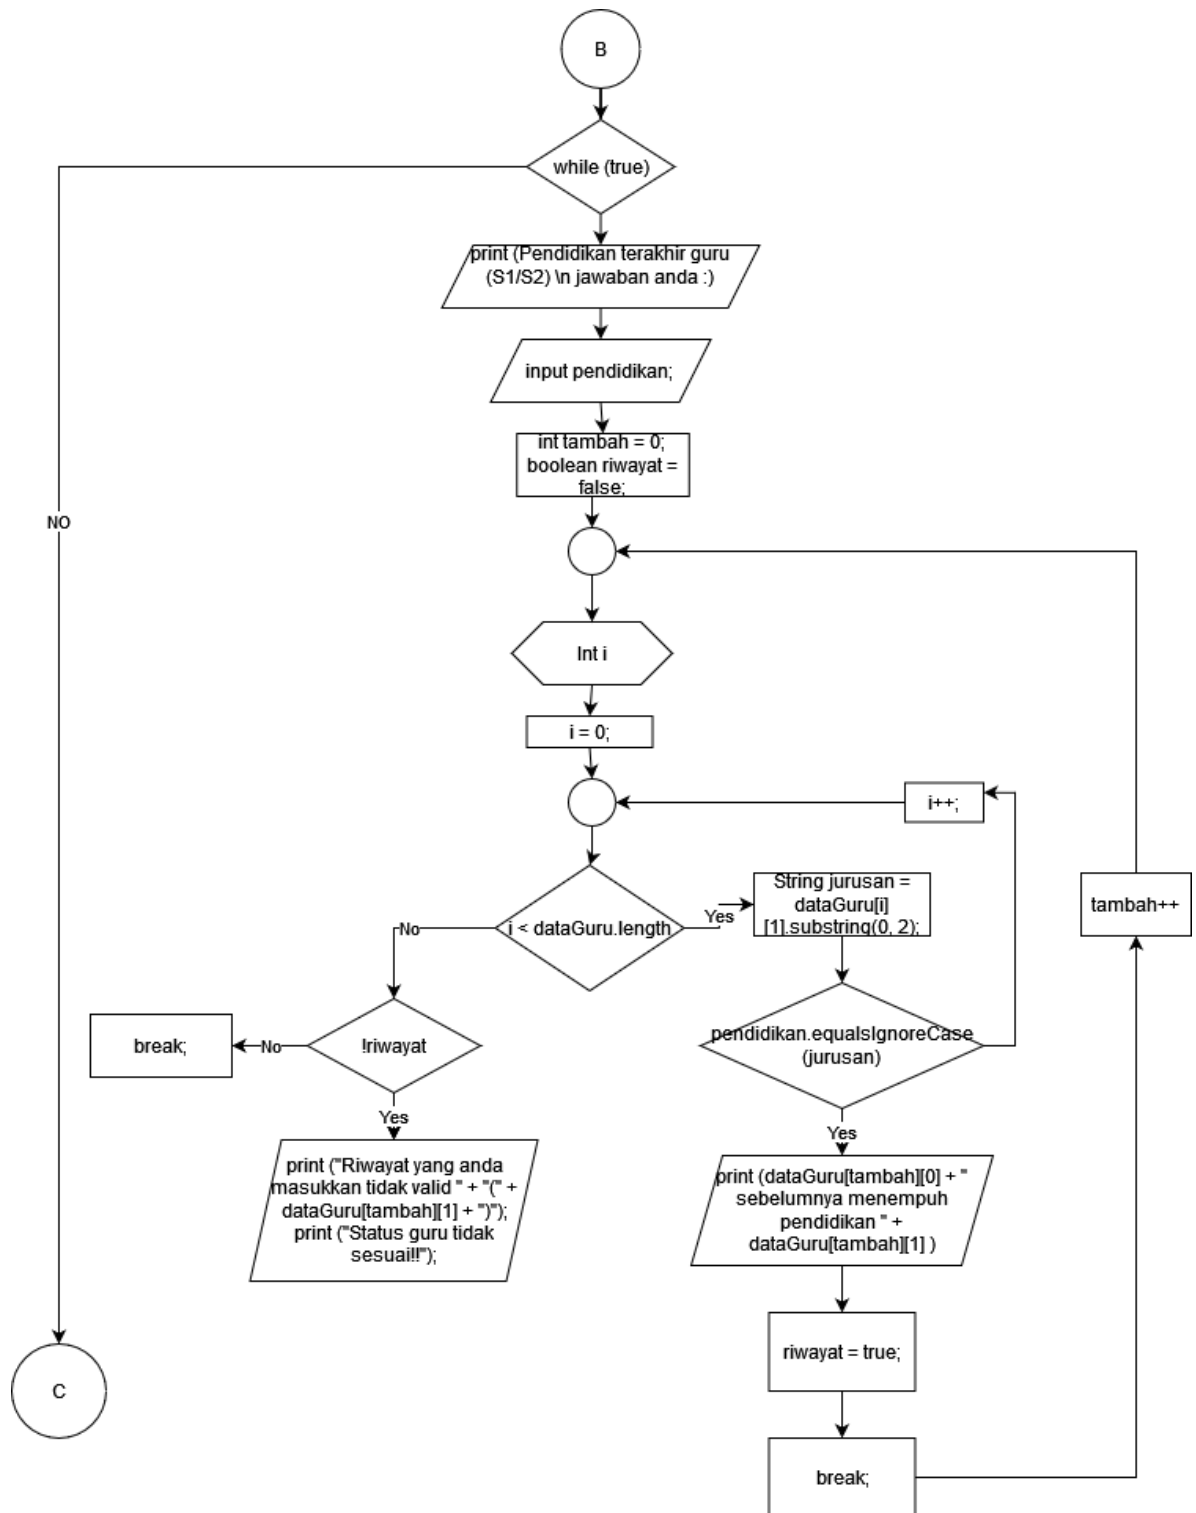 B
while (true)
print (Pendidikan terakhir guru
(S1/S2) \n jawaban anda :)
input pendidikan;
int tambah = 0;
boolean riwayat =
false;
NO
Int i
i = 0;
i++;
i < dataGuru.length
No
Yes
String jurusan =
dataGuru[i]
[1].substring(0, 2);
tambah++
pendidikan.equalsIgnoreCase
(jurusan)
!riwayat
No
break;
Yes
print ("Riwayat yang anda
masukkan tidak valid " + "(" +
dataGuru[tambah][1] + ")");
print ("Status guru tidak
sesuai!!");
Yes
print (dataGuru[tambah][0] + "
sebelumnya menempuh
pendidikan " +
dataGuru[tambah][1] )
riwayat = true;
C
break;